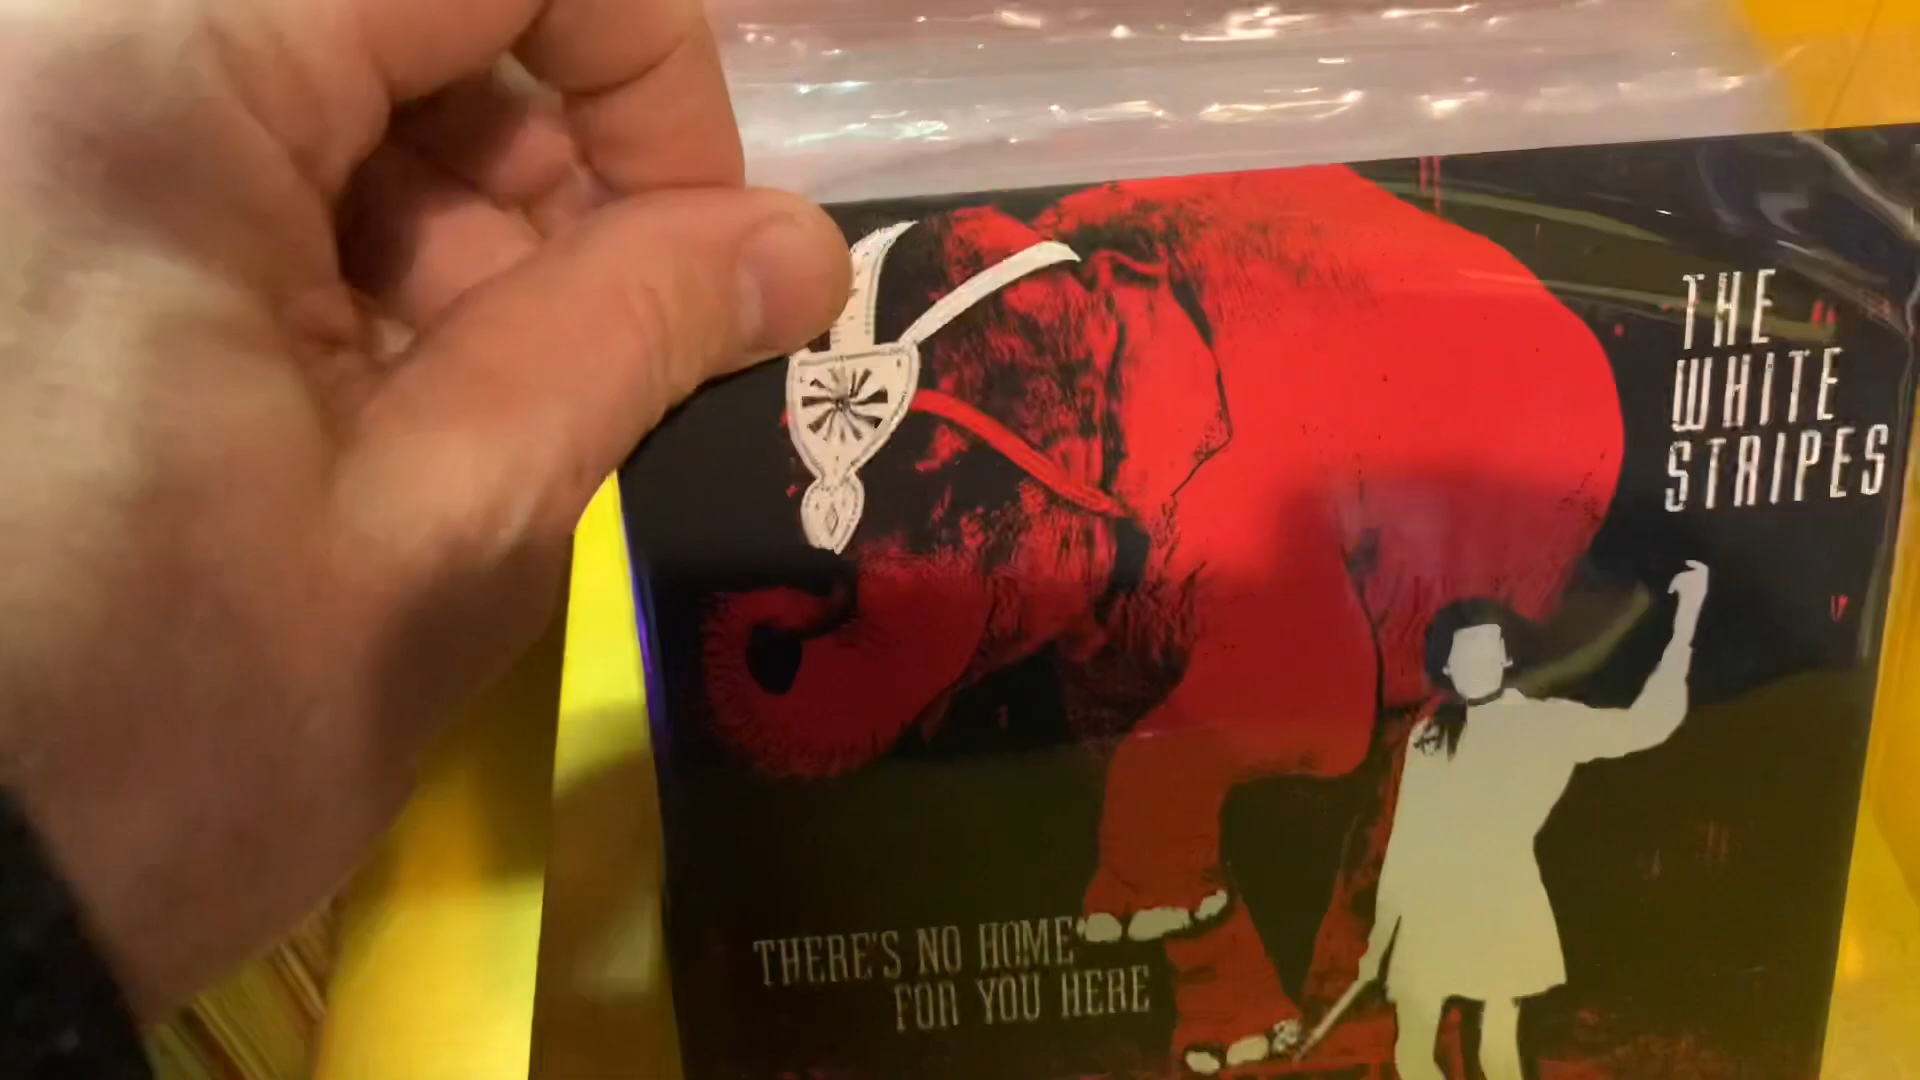 THE
WHITE
STRIPES
THERE'S NO HOME
FOR YOU HERE